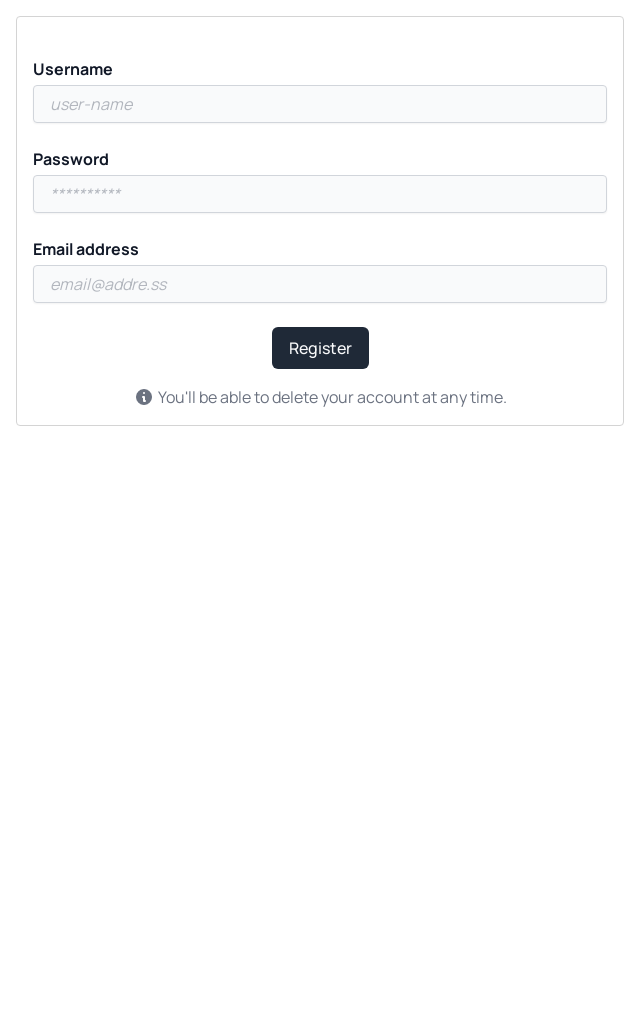 Username
user-name
Password
**********
Email address
email@addre.ss
Register
You'll be able to delete your account at any time.